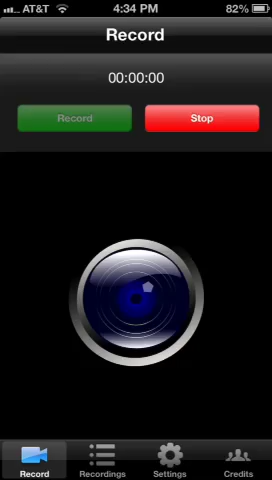 AT&T 4:34 PM 82%
Record
00:00:00
Record Stop
Record Recordings Settings Credits